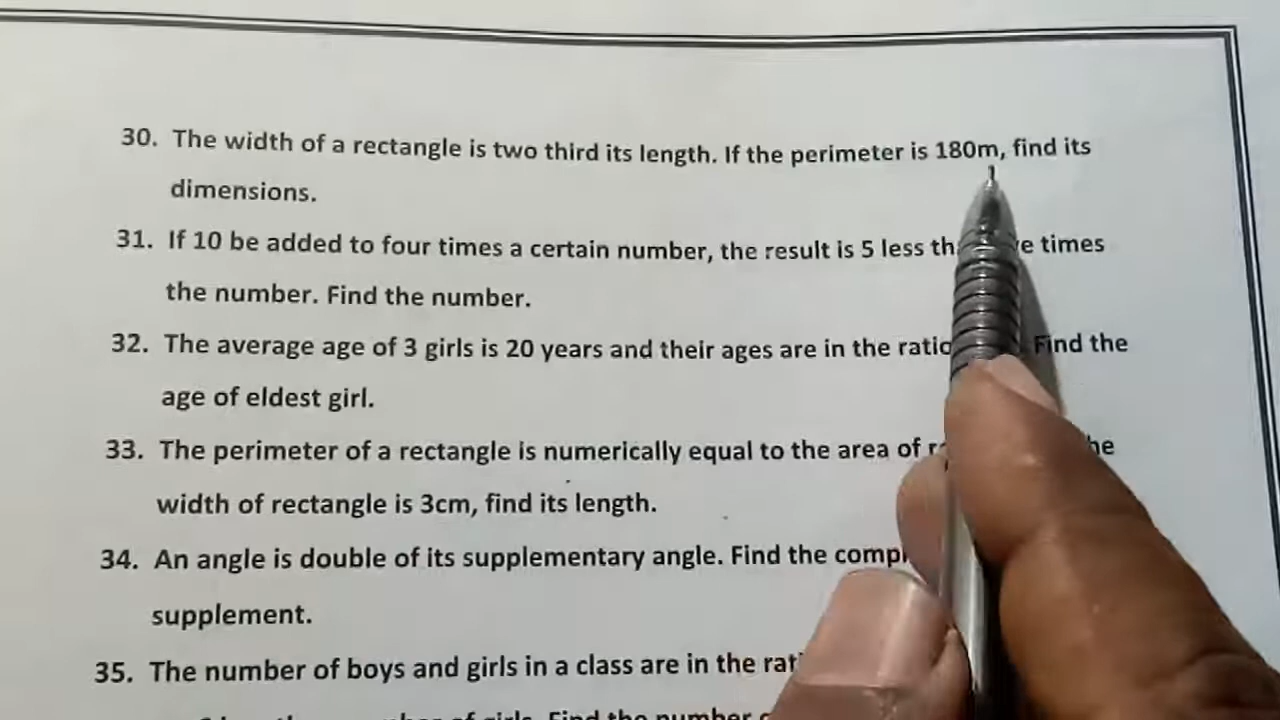 30. The width of a rectangle is two third its length. If the perimeter is 180m, find its
dimensions.
31. If 10 be added to four times a certain number, the result is 5 less times
the number. Find the number.
32. The average age of 3 girls is 20 years and their ages are in the ratio Find the
age of eldest girl.
33. The perimeter of a rectangle is numerically equal to the area of
width of rectangle is 3cm, find its length.
34. An angle is double of its supplementary angle. Find the
supplement.
35. The number of boys and girls in a class are in the
of girls. Find the number